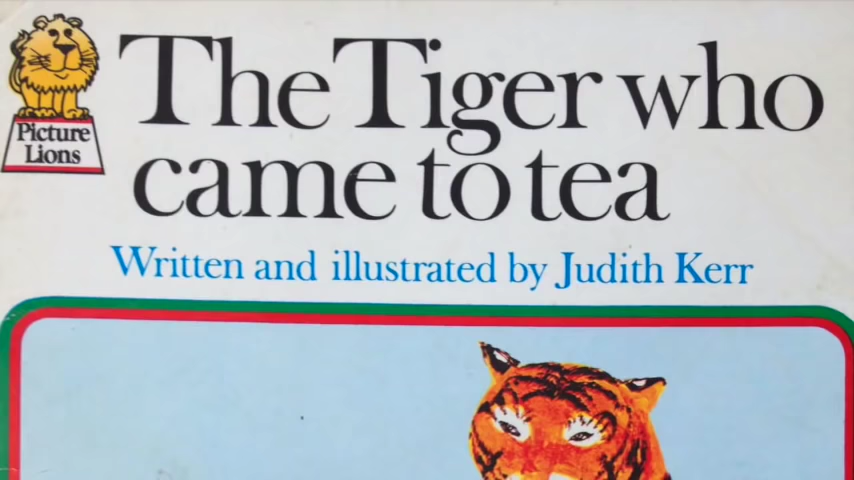 Picture
Lions
The Tiger who
came to tea
Written and illustrated by Judith Kerr